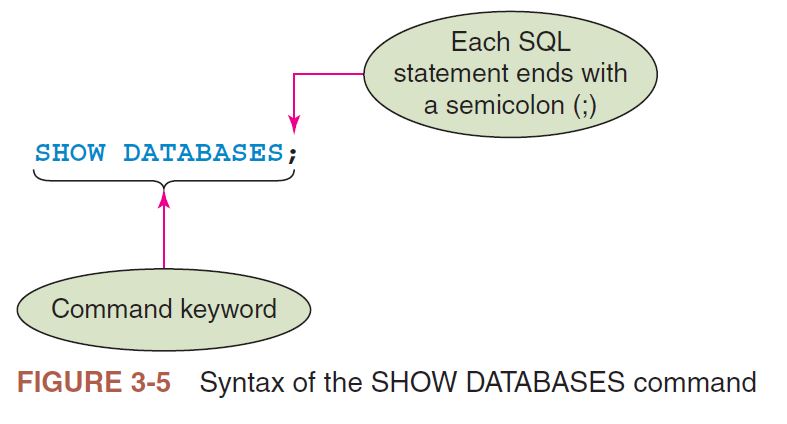 Each SQL
statement ends with
a semicolon (;)
SHOW DATABASES;
Command keyword
FIGURE 3-5 Syntax of the SHOW DATABASES command